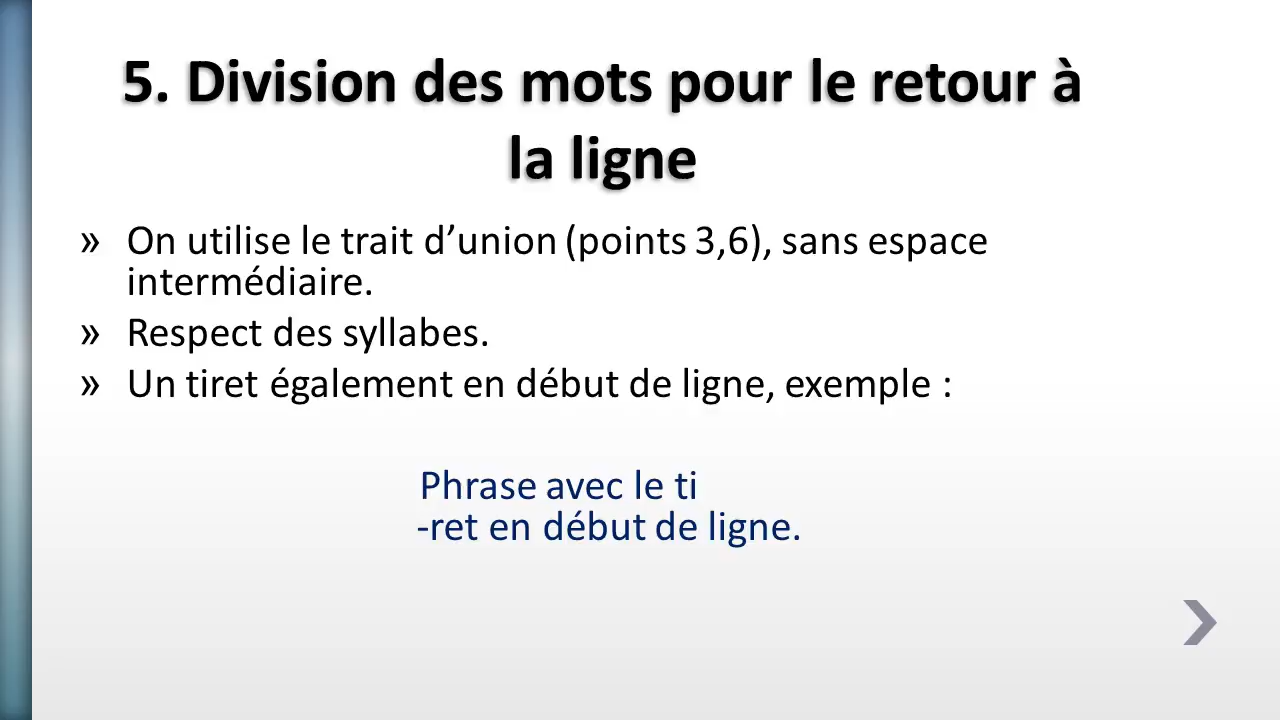 5. Division des mots pour le retour à
la ligne
» On utilise le trait d’union (points 3,6), sans espace
intermédiaire.
» Respect des syllabes.
» Un tiret également en début de ligne, exemple :
Phrase avec le ti
-ret en début de ligne.